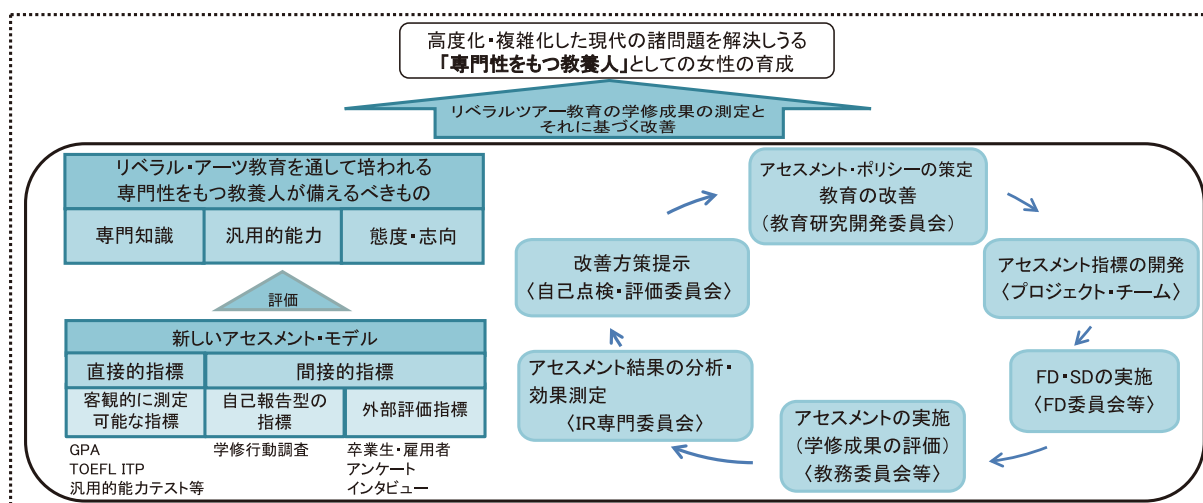 高度化・複雑化した現代の諸問題を解決しうる
「専門性をもつ教養人」としての女性の育成
リベラルツアー教育の学修成果の測定と
それに基づく改善
リベラル・アーツ教育を通して培われる
専門性をもつ教養人が備えるべきもの
専門知識
汎用的能力
態度・志向
評価
新しいアセスメント・モデル
直接的指標
間接的指標
客観的に測定
可能な指標
自己報告型の
指標
外部評価指標
GPA
TOEFL ITP
汎用的能力テスト等
学修行動調査
卒業生・雇用者
アンケート
インタビュー
アセスメント・ポリシーの策定
教育の改善
(教育研究開発委員会)
アセスメント指標の開発
〈プロジェクト・チーム〉
FD・SDの実施
〈FD委員会等〉
アセスメントの実施
(学修成果の評価)
〈教務委員会等〉
アセスメント結果の分析・
効果測定
〈IR専門委員会〉
改善方策提示
〈自己点検・評価委員会〉